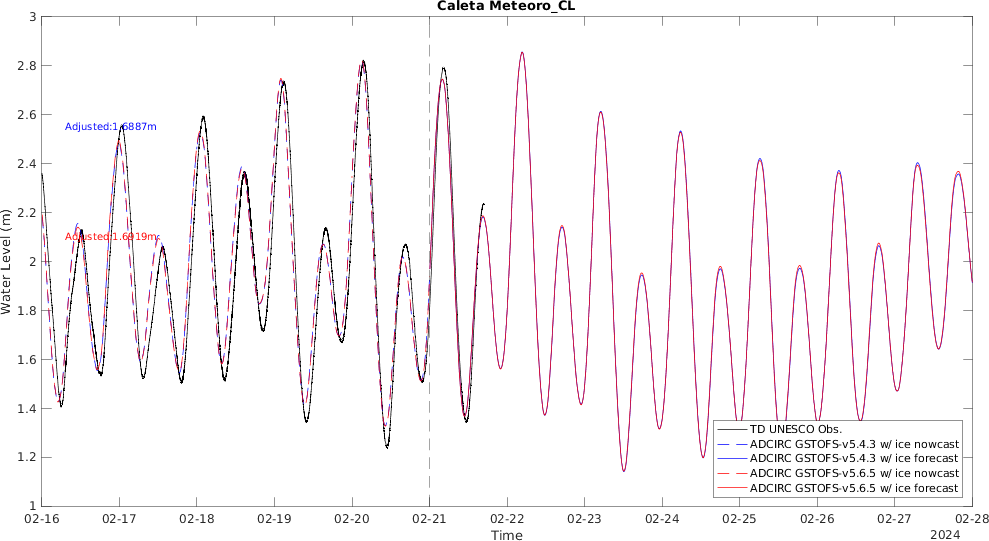 Caleta Meteoro_CL
3
2.8
2.6
2.4
2.2
2
1.8
1.6
1.4
1.2
1
Water Level (m)
Adjusted:1.6887m
Adjusted:1.6919m
TD UNESCO Obs.
ADCIRC GSTOFS-v5.4.3 w/ ice nowcast
ADCIRC GSTOFS-v5.4.3 w/ ice forecast
ADCIRC GSTOFS-v5.6.5 w/ ice nowcast
ADCIRC GSTOFS-v5.6.5 w/ ice forecast
02-16 02-17 02-18 02-19 02-20 02-21 02-22 02-23 02-24 02-25 02-26 02-27 02-28
Time
2024